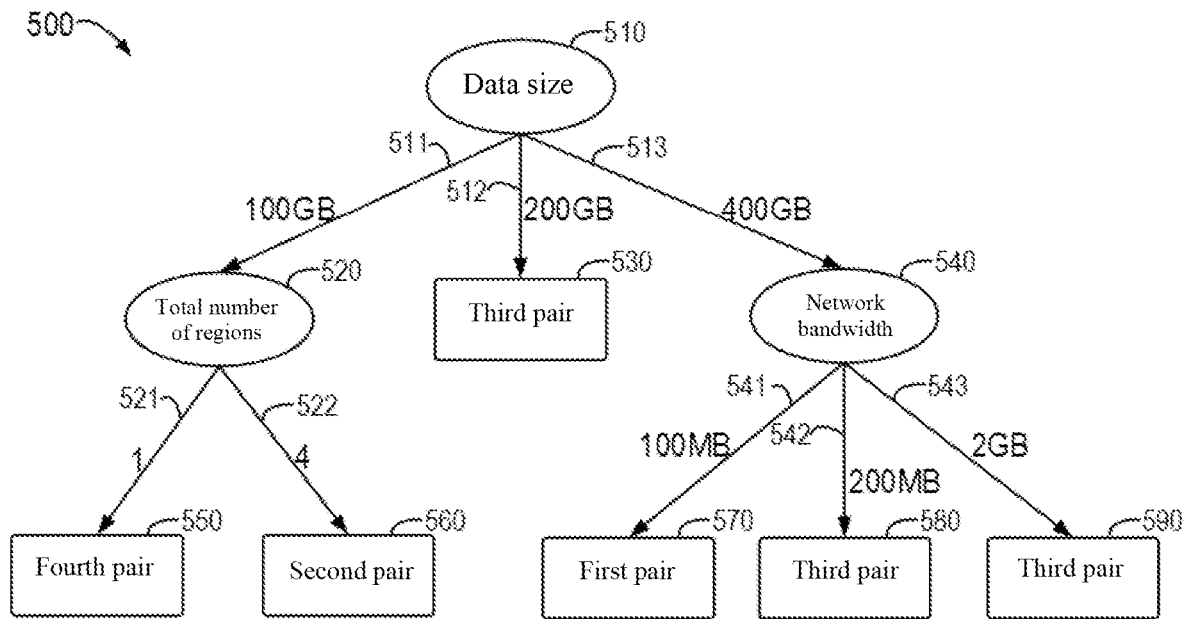 500
510
Data size
511
513
512
100GB
200GB
400GB
520
530
540
Total number
of regions
Third pair
Network
bandwidth
521
522
541
542
543
1
4
100MB
200MB
2GB
550
560
570
580
590
Fourth pair
Second pair
First pair
Third pair
Third pair